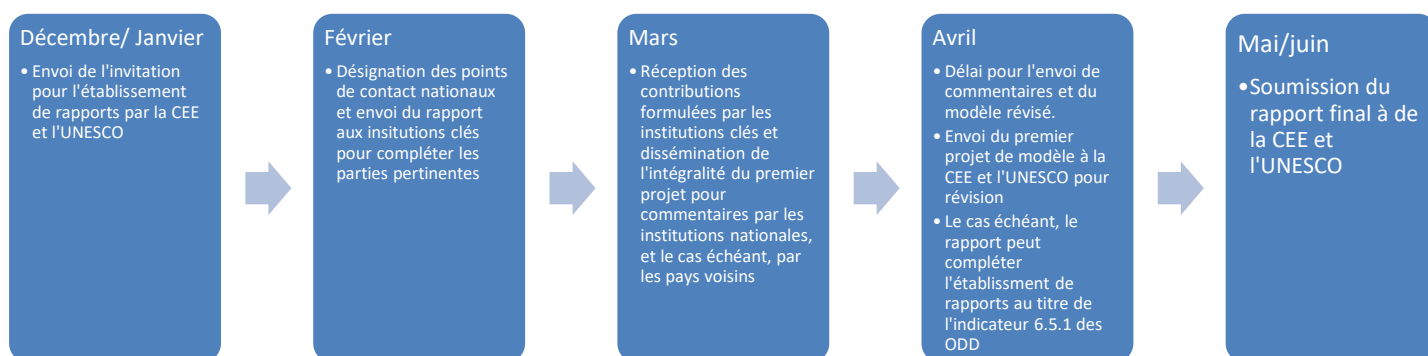 Décembre/ Janvier
• Envoi de l'invitation
pour l'établissement
de rapports par la CEE
et l'UNESCO
Février
• Désignation des points
de contact nationaux
et envoi du rapport
aux insitutions clés
pour compléter les
parties pertinentes
Mars
• Réception des
contributions
formulées par les
institutions clés et
dissémination de
l'intégralité du premier
projet pour
commentaires par les
institutions nationales,
et le cas échéant, par
les pays voisins
Avril
• Délai pour l'envoi de
commentaires et du
modèle révisé.
• Envoi du premier
projet de modèle à la
CEE et l'UNESCO pour
révision
• Le cas échéant, le
rapport peut
compléter
l'établissment de
rapports au titre de
l'indicateur 6.5.1 des
ODD
Mai/juin
•Soumission du
rapport final à de
la CEE et
l'UNESCO